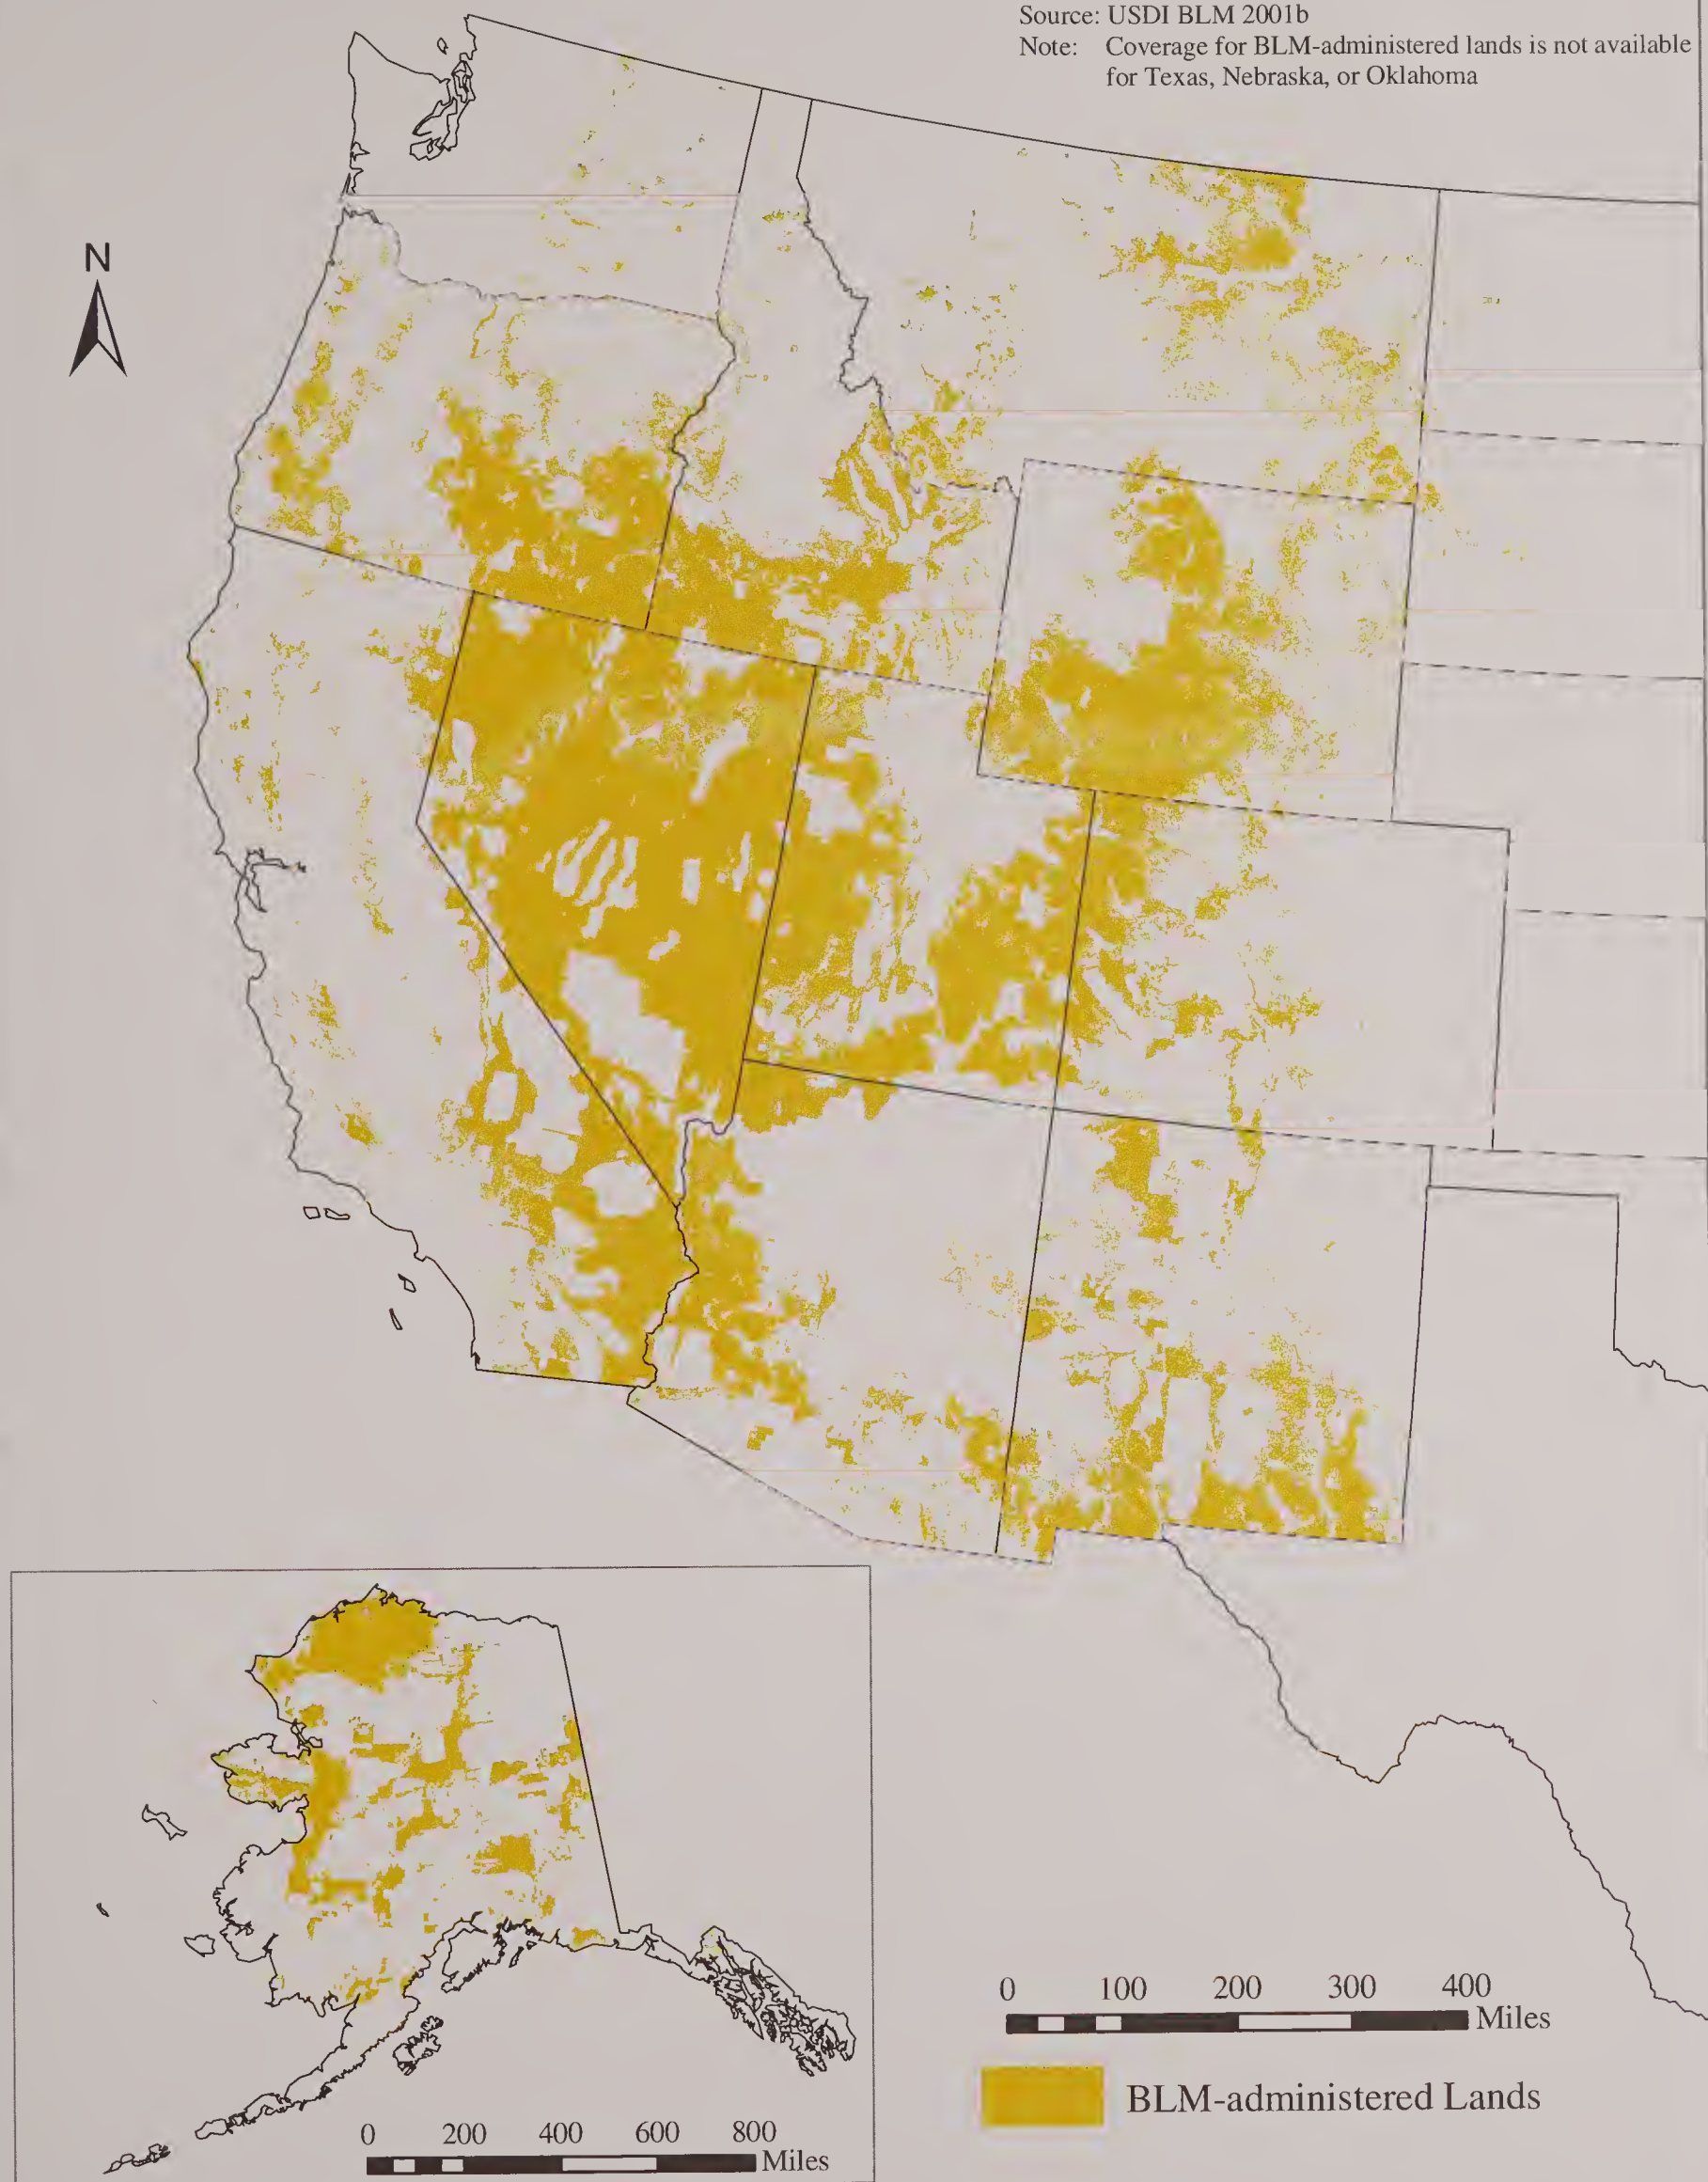 Source: USDI BLM 2001b
Note: Coverage for BLM-administered lands is not available
for Texas, Nebraska, or Oklahoma
N
0 100 200 300 400
Miles
BLM-administered Lands
0 200 400 600 800
Miles